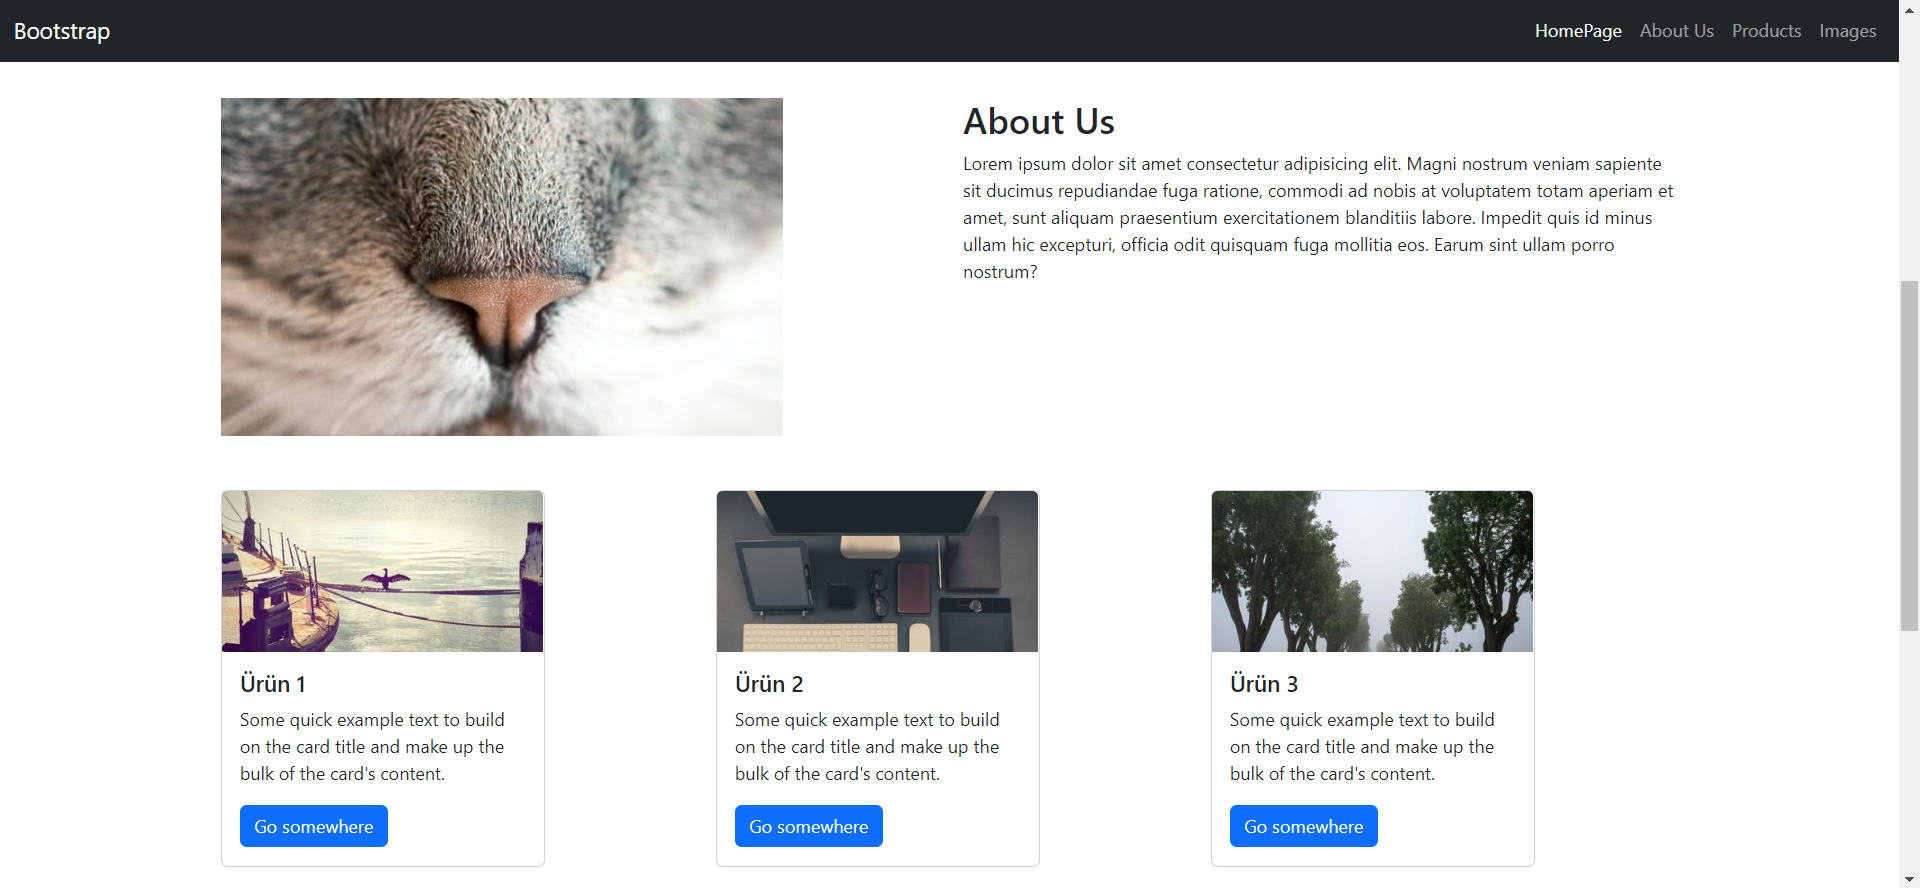 Bootstrap
HomePage About Us Products Images
About Us
Lorem ipsum dolor sit amet consectetur adipisicing elit. Magni nostrum veniam sapiente
sit ducimus repudiandae fuga ratione, commodi ad nobis at voluptatem totam aperiam et
amet, sunt aliquam praesentium exercitationem blanditiis labore. Impedit quis id minus
ullam hic excepturi, officia odit quisquam fuga mollitia eos. Earum sint ullam porro
nostrum?
Ürün 1
Some quick example text to build
on the card title and make up the
bulk of the card's content.
Go somewhere
Ürün 2
Some quick example text to build
on the card title and make up the
bulk of the card's content.
Go somewhere
Ürün 3
Some quick example text to build
on the card title and make up the
bulk of the card's content.
Go somewhere